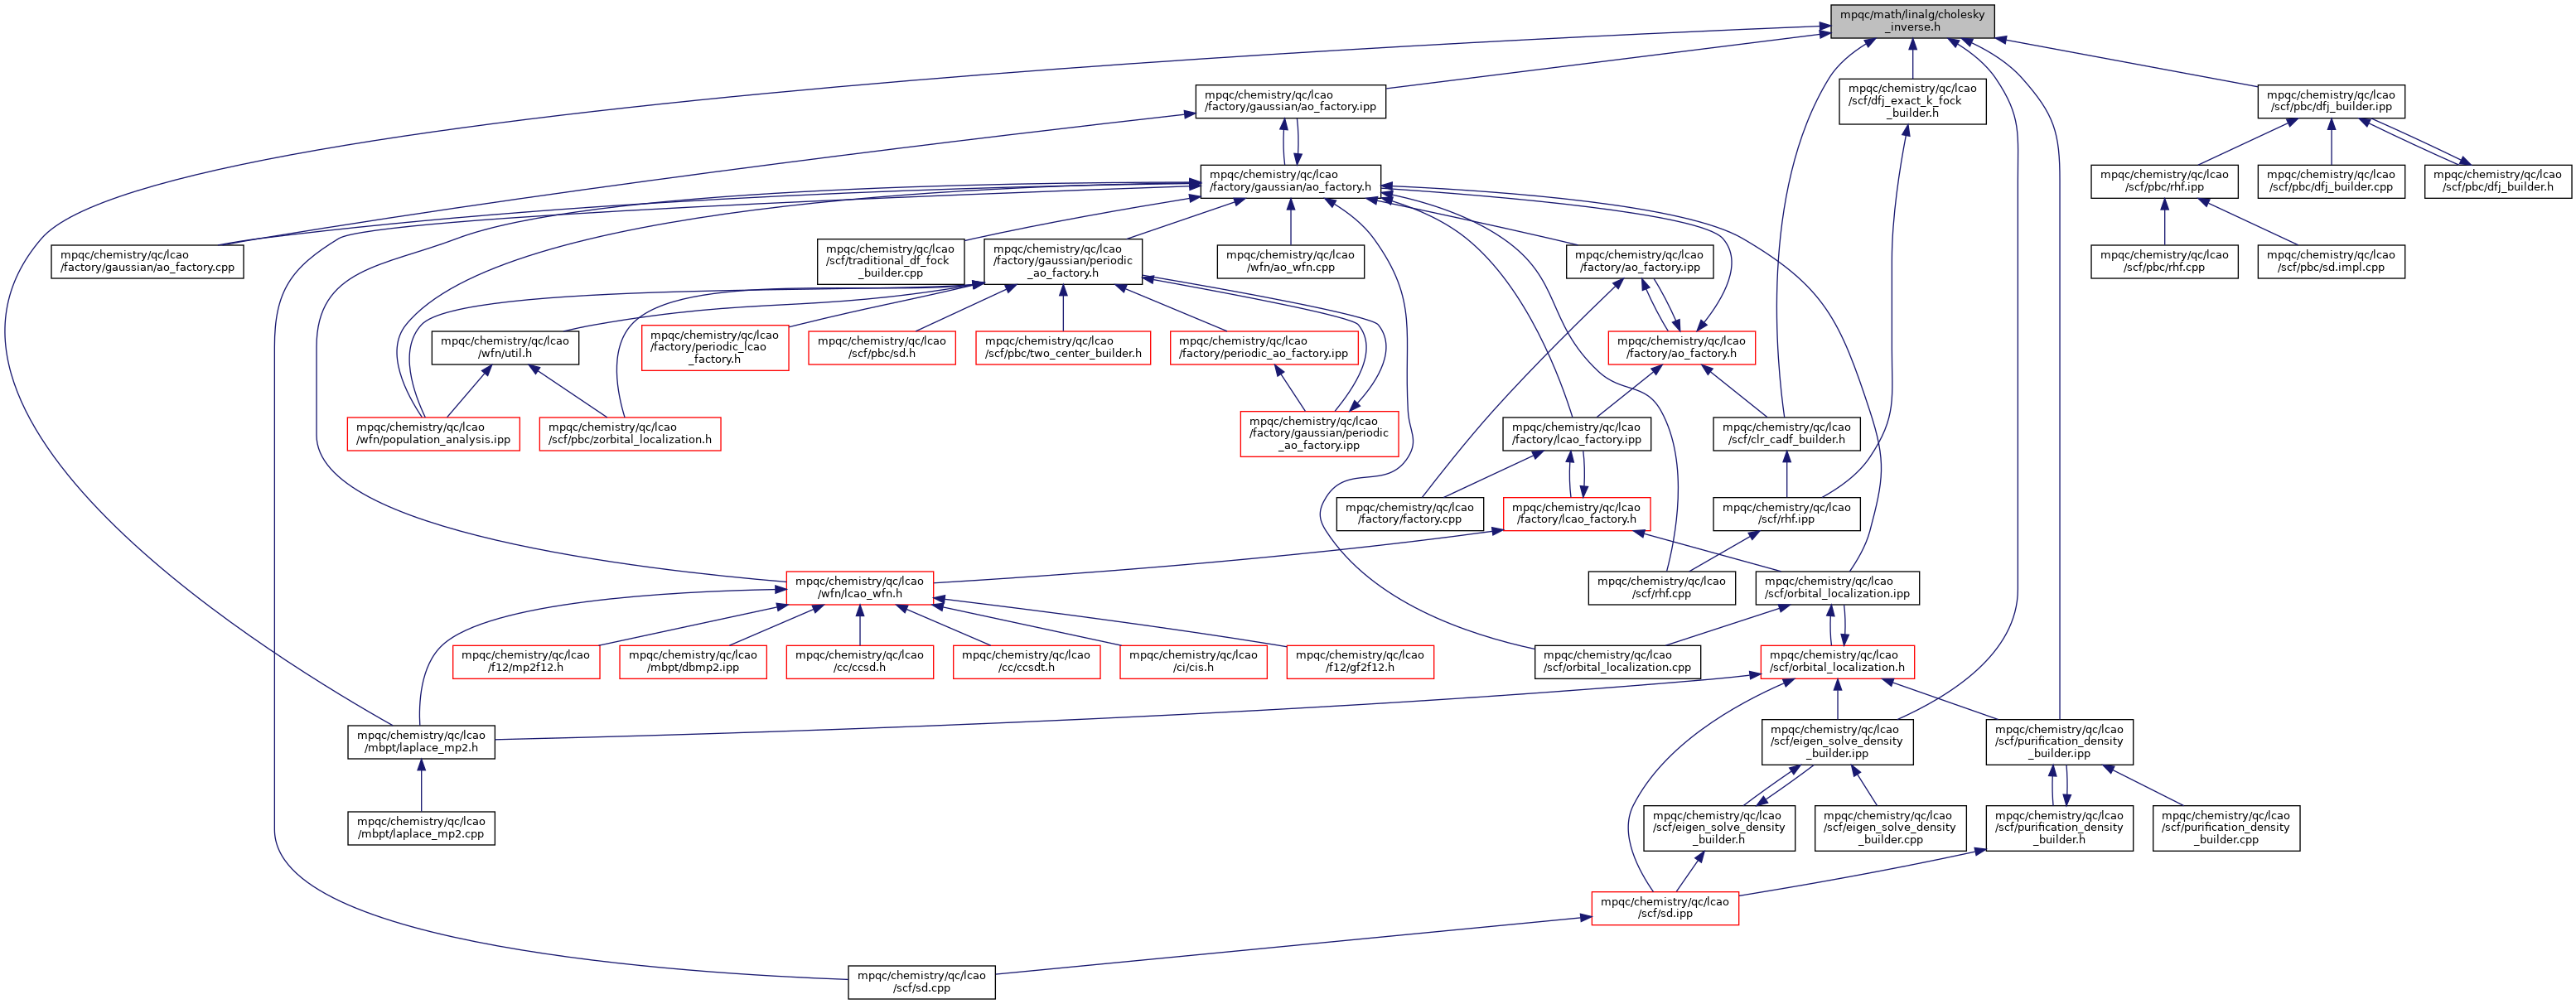 mpqc/math/linalg/cholesky
_inverse.h
mpqc/chemistry/qc/lcao
/factory/gaussian/ao_factory.ipp
mpqc/chemistry/qc/lcao
/scf/dfj_exact_k_fock
_builder.h
mpqc/chemistry/qc/lcao
/scf/pbc/dfj_builder.ipp
mpqc/chemistry/qc/lcao
/factory/gaussian/ao_factory.h
mpqc/chemistry/qc/lcao
/scf/pbc/rhf.ipp
mpqc/chemistry/qc/lcao
/scf/pbc/dfj_builder.cpp
mpqc/chemistry/qc/lcao
/scf/pbc/dfj_builder.h
mpqc/chemistry/qc/lcao
/factory/gaussian/ao_factory.cpp
mpqc/chemistry/qc/lcao
/scf/traditional_df_fock
_builder.cpp
mpqc/chemistry/qc/lcao
/factory/gaussian/periodic
_ao_factory.h
mpqc/chemistry/qc/lcao
/wfn/ao_wfn.cpp
mpqc/chemistry/qc/lcao
/factory/ao_factory.ipp
mpqc/chemistry/qc/lcao
/scf/pbc/rhf.cpp
mpqc/chemistry/qc/lcao
/scf/pbc/sd.impl.cpp
mpqc/chemistry/qc/lcao
/wfn/util.h
mpqc/chemistry/qc/lcao
/factory/periodic_lcao
_factory.h
mpqc/chemistry/qc/lcao
/scf/pbc/sd.h
mpqc/chemistry/qc/lcao
/scf/pbc/two_center_builder.h
mpqc/chemistry/qc/lcao
/factory/periodic_ao_factory.ipp
mpqc/chemistry/qc/lcao
/factory/ao_factory.h
mpqc/chemistry/qc/lcao
/wfn/population_analysis.ipp
mpqc/chemistry/qc/lcao
/scf/pbc/zorbital_localization.h
mpqc/chemistry/qc/lcao
/factory/gaussian/periodic
_ao_factory.ipp
mpqc/chemistry/qc/lcao
/factory/lcao_factory.ipp
mpqc/chemistry/qc/lcao
/scf/clr_cadf_builder.h
mpqc/chemistry/qc/lcao
/factory/factory.cpp
mpqc/chemistry/qc/lcao
/factory/lcao_factory.h
mpqc/chemistry/qc/lcao
/scf/rhf.ipp
mpqc/chemistry/qc/lcao
/wfn/lcao_wfn.h
mpqc/chemistry/qc/lcao
/scf/rhf.cpp
mpqc/chemistry/qc/lcao
/scf/orbital_localization.ipp
mpqc/chemistry/qc/lcao
/f12/mp2f12.h
mpqc/chemistry/qc/lcao
/mbpt/dbmp2.ipp
mpqc/chemistry/qc/lcao
/cc/ccsd.h
mpqc/chemistry/qc/lcao
/cc/ccsdt.h
mpqc/chemistry/qc/lcao
/ci/cis.h
mpqc/chemistry/qc/lcao
/f12/gf2f12.h
mpqc/chemistry/qc/lcao
/scf/orbital_localization.cpp
mpqc/chemistry/qc/lcao
/scf/orbital_localization.h
mpqc/chemistry/qc/lcao
/mbpt/laplace_mp2.h
mpqc/chemistry/qc/lcao
/scf/eigen_solve_density
_builder.ipp
mpqc/chemistry/qc/lcao
/scf/purification_density
_builder.ipp
mpqc/chemistry/qc/lcao
/mbpt/laplace_mp2.cpp
mpqc/chemistry/qc/lcao
/scf/eigen_solve_density
_builder.h
mpqc/chemistry/qc/lcao
/scf/eigen_solve_density
_builder.cpp
mpqc/chemistry/qc/lcao
/scf/purification_density
_builder.h
mpqc/chemistry/qc/lcao
/scf/purification_density
_builder.cpp
mpqc/chemistry/qc/lcao
/scf/sd.ipp
mpqc/chemistry/qc/lcao
/scf/sd.cpp